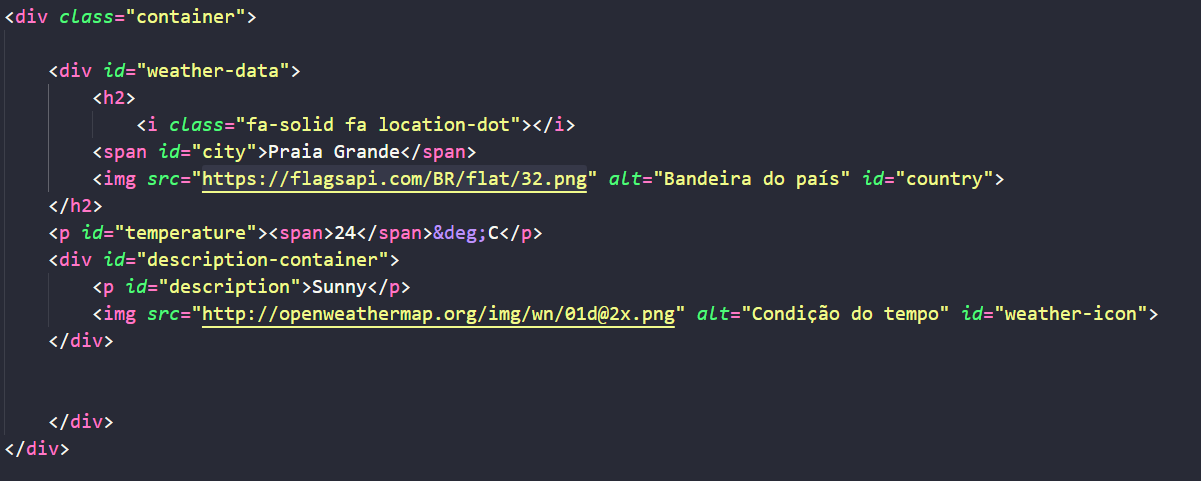 <div class="container">
<div id="weather-data">
<h2>
<i class="fa-solid fa location-dot"></i>
<span id="city">Praia Grande</span>
<img src="https://flagsapi.com/BR/flat/32.png" alt="Bandeira do país" id="country">
</h2>
<p id="temperature"><span>24</span>&deg;C</p>
<div id="description-container">
<p id="description">Sunny</p>
<img src="http://openweathermap.org/img/wn/01d@2x.png" alt="Condição do tempo" id="weather-icon">
</div>
</div>
</div>